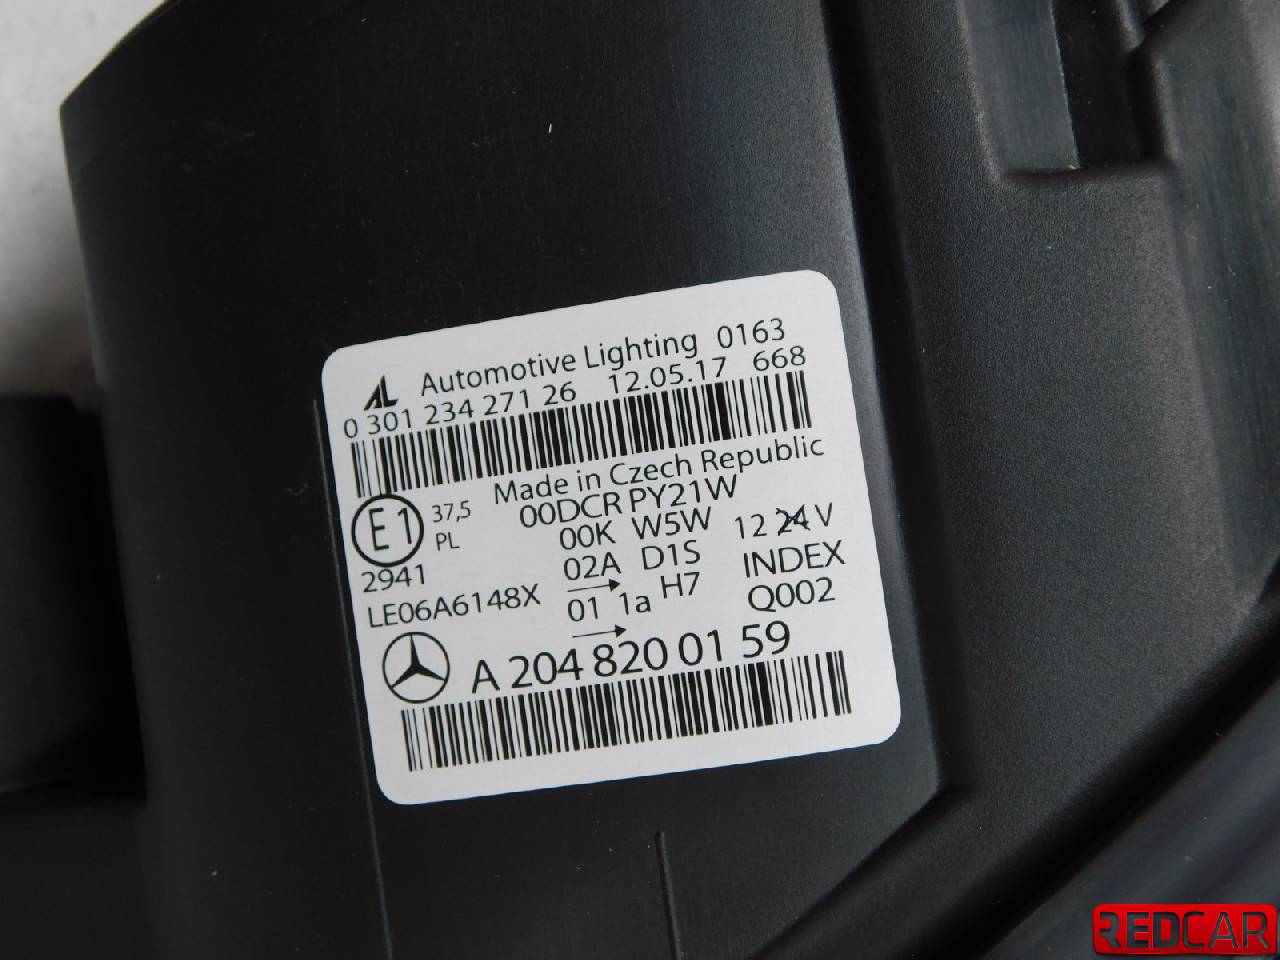 AL Automotive Lighting 0163
0 301 234 271 26 12.05.17 668
Made in Czech Republic
E1 37,5 00DCR PY21W
PL 00K W5W 12 24 V
2941 02A D1S INDEX
LE06A6148X 01 1a H7 Q002
A 204 820 01 59
REDCAR